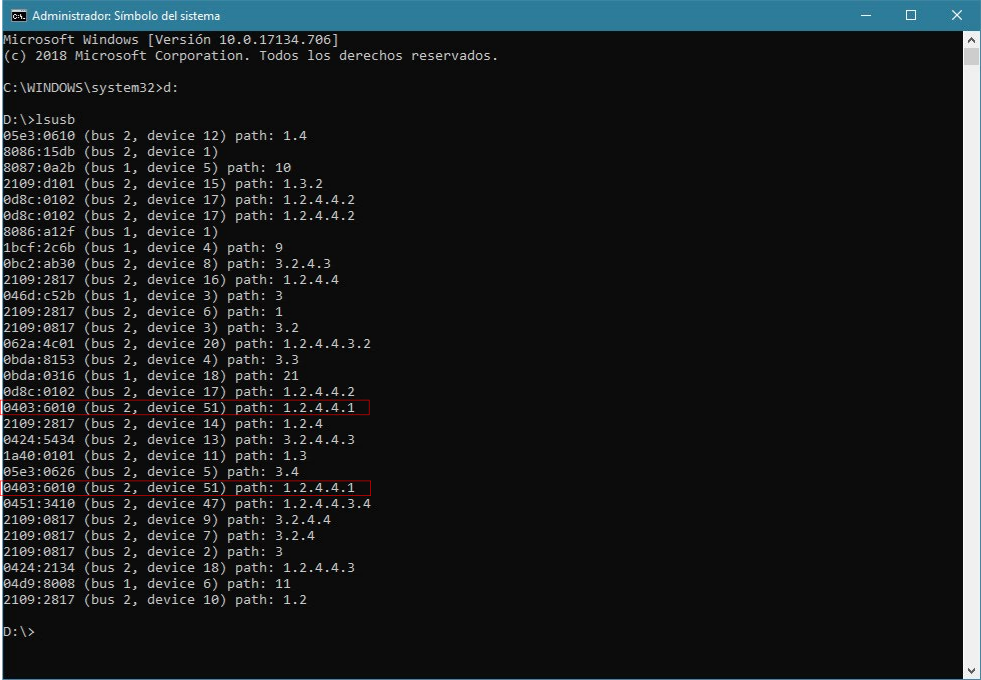 Administrador: Símbolo del sistema
Microsoft Windows [Versión 10.0.17134.706]
(c) 2018 Microsoft Corporation. Todos los derechos reservados.
C:\WINDOWS\system32>d:
D:\>lsusb
05e3:0610 (bus 2, device 12) path: 1.4
8086:15db (bus 2, device 1)
8087:0a2b (bus 1, device 5) path: 10
2109:d101 (bus 2, device 15) path: 1.3.2
0d8c:0102 (bus 2, device 17) path: 1.2.4.4.2
0d8c:0102 (bus 2, device 17) path: 1.2.4.4.2
8086:a12f (bus 1, device 1)
1bcf:2c6b (bus 1, device 4) path: 9
0bc2:ab30 (bus 2, device 8) path: 3.2.4.3
2109:2817 (bus 2, device 16) path: 1.2.4.4
046d:c52b (bus 1, device 3) path: 3
2109:2817 (bus 2, device 6) path: 1
2109:0817 (bus 2, device 3) path: 3.2
062a:4c01 (bus 2, device 20) path: 1.2.4.4.3.2
0bda:8153 (bus 2, device 4) path: 3.3
0bda:0316 (bus 1, device 18) path: 21
0d8c:0102 (bus 2, device 17) path: 1.2.4.4.2
0403:6010 (bus 2, device 51) path: 1.2.4.4.1
2109:2817 (bus 2, device 14) path: 1.2.4
0424:5434 (bus 2, device 13) path: 3.2.4.4.3
1a40:0101 (bus 2, device 11) path: 1.3
05e3:0626 (bus 2, device 5) path: 3.4
0403:6010 (bus 2, device 51) path: 1.2.4.4.1
0451:3410 (bus 2, device 47) path: 1.2.4.4.3.4
2109:0817 (bus 2, device 9) path: 3.2.4.4
2109:0817 (bus 2, device 7) path: 3.2.4
2109:0817 (bus 2, device 2) path: 3
0424:2134 (bus 2, device 18) path: 1.2.4.4.3
04d9:8008 (bus 1, device 6) path: 11
2109:2817 (bus 2, device 10) path: 1.2
D:\>